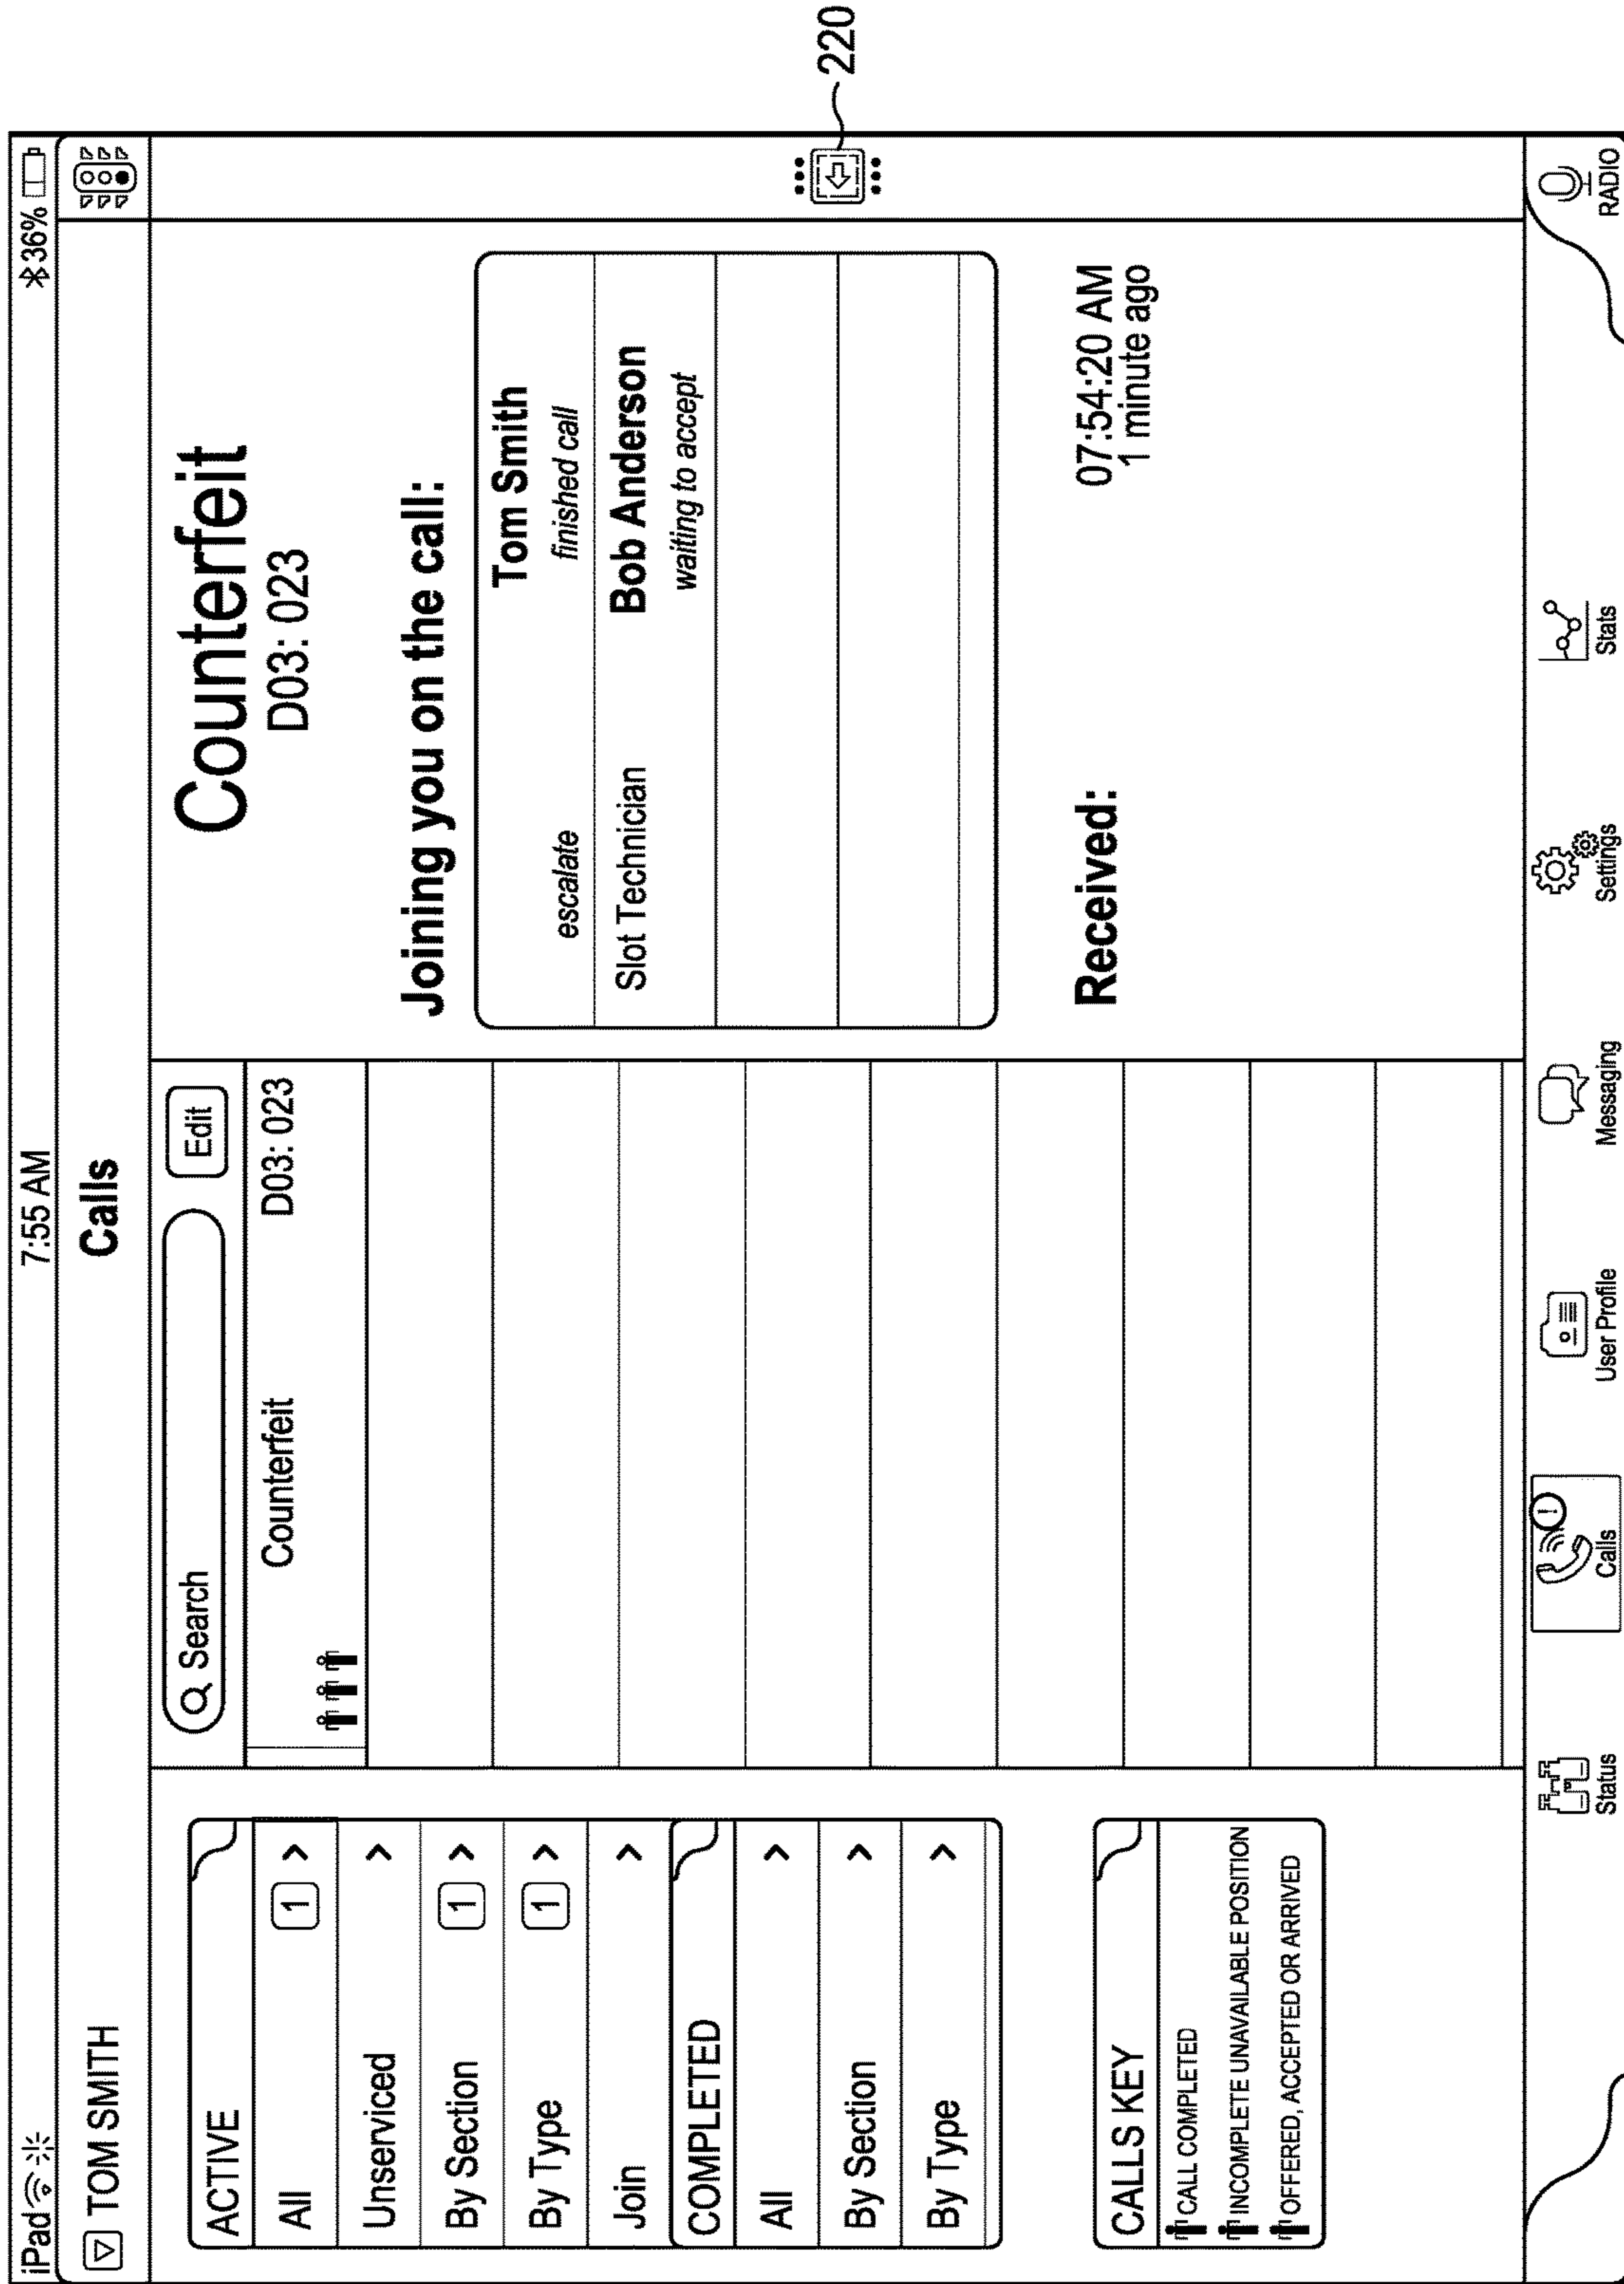 iPad 7:55 AM 36%
TOM SMITH Calls
ACTIVE
All 1 >
Unserviced >
By Section 1 >
By Type 1 >
Join >
COMPLETED
All >
By Section >
By Type >
CALLS KEY
CALL COMPLETED
INCOMPLETE UNAVAILABLE POSITION
OFFERED, ACCEPTED OR ARRIVED
Search Edit
Counterfeit D03: 023
Counterfeit
D03: 023
Joining you on the call:
Tom Smith
escalate finished call
Slot Technician Bob Anderson
waiting to accept
Received: 07:54:20 AM
1 minute ago
220
Status Calls User Profile Messaging Settings Stats RADIO